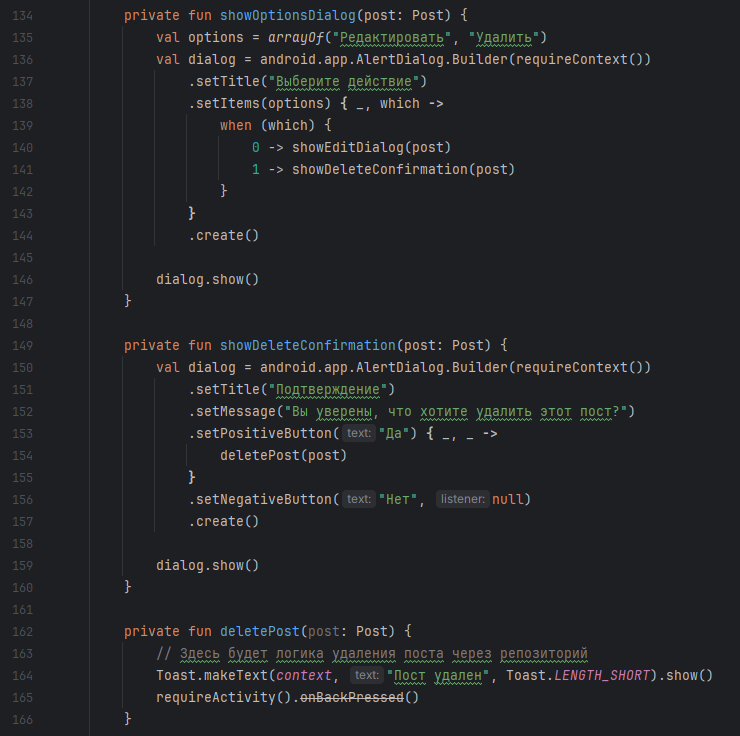 134 private fun showOptionsDialog(post: Post) {
135 val options = arrayOf("Редактировать", "Удалить")
136 val dialog = android.app.AlertDialog.Builder(requireContext())
137 .setTitle("Выберите действие")
138 .setItems(options) { _, which ->
139 when (which) {
140 0 -> showEditDialog(post)
141 1 -> showDeleteConfirmation(post)
142 }
143 }
144 .create()
145
146 dialog.show()
147 }
148
149 private fun showDeleteConfirmation(post: Post) {
150 val dialog = android.app.AlertDialog.Builder(requireContext())
151 .setTitle("Подтверждение")
152 .setMessage("Вы уверены, что хотите удалить этот пост?")
153 .setPositiveButton( text: "Да") { _, _ ->
154 deletePost(post)
155 }
156 .setNegativeButton( text: "Нет", listener: null)
157 .create()
158
159 dialog.show()
160 }
161
162 private fun deletePost(post: Post) {
163 // Здесь будет логика удаления поста через репозиторий
164 Toast.makeText(context, text: "Пост удален", Toast.LENGTH_SHORT).show()
165 requireActivity().onBackPressed()
166 }